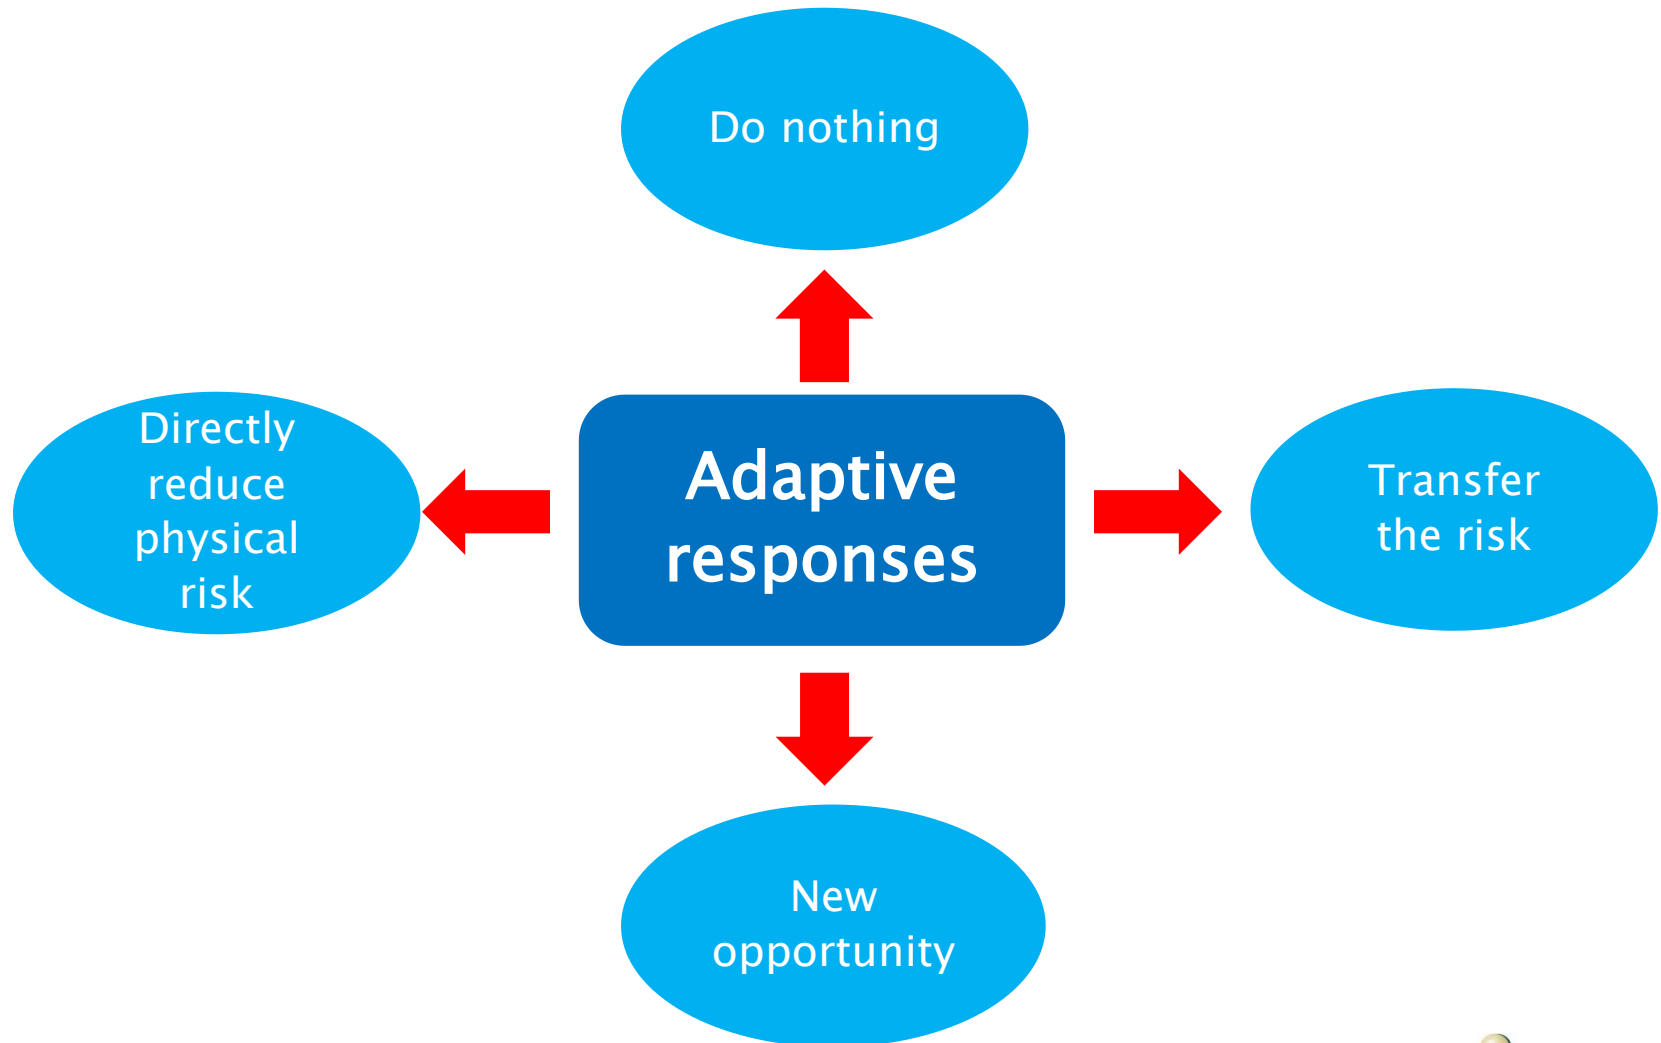 Do nothing
Directly
reduce
physical
risk
Adaptive
responses
Transfer
the risk
New
opportunity